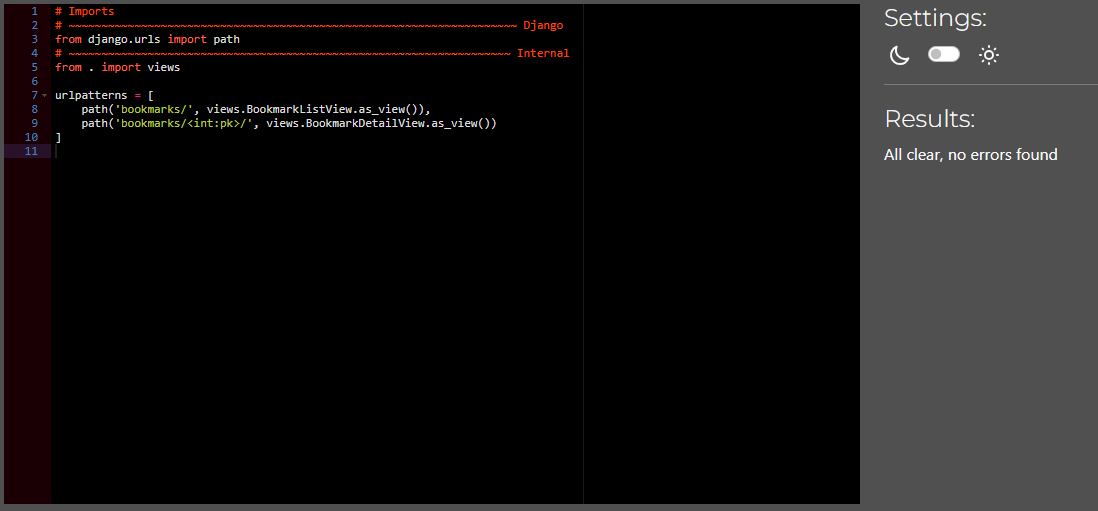 1 # Imports
2 # ~~~~~~~~~~~~~~~~~~~~~~~~~~~~~~~~~~~~~~~~~~~~~~~~~~~~~~~~~~~~~~~~~~~~ Django
3 from django.urls import path
4 # ~~~~~~~~~~~~~~~~~~~~~~~~~~~~~~~~~~~~~~~~~~~~~~~~~~~~~~~~~~~~~~~~~~~ Internal
5 from . import views
6
7 urlpatterns = [
8     path('bookmarks/', views.BookmarkListView.as_view()),
9     path('bookmarks/<int:pk>/', views.BookmarkDetailView.as_view())
10 ]
11
Settings:
Results:
All clear, no errors found